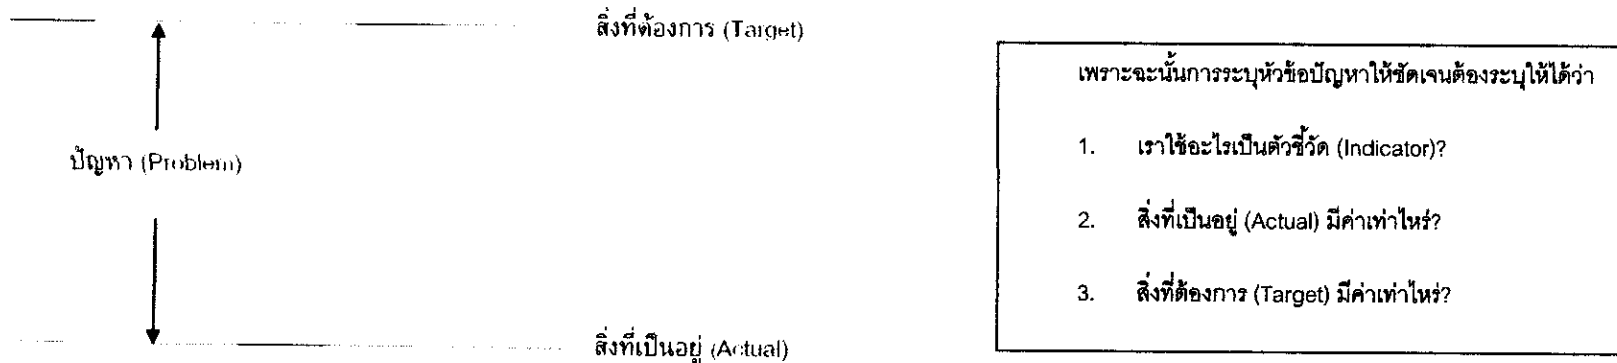 สิ่งที่ต้องการ (Target)
ปัญหา (Problem)
สิ่งที่เป็นอยู่ (Actual)
เพราะฉะนั้นการระบุหัวข้อปัญหาให้ชัดเจนต้องระบุให้ได้ว่า
1. เราใช้อะไรเป็นตัวชี้วัด (Indicator)?
2. สิ่งที่เป็นอยู่ (Actual) มีค่าเท่าไหร่?
3. สิ่งที่ต้องการ (Target) มีค่าเท่าไหร่?